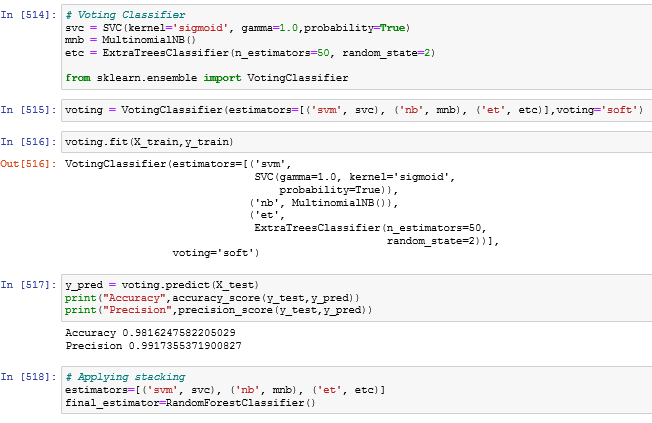 In [514]: # Voting Classifier
svc = SVC(kernel='sigmoid', gamma=1.0,probability=True)
mnb = MultinomialNB()
etc = ExtraTreesClassifier(n_estimators=50, random_state=2)
from sklearn.ensemble import VotingClassifier
In [515]: voting = VotingClassifier(estimators=[('svm', svc), ('nb', mnb), ('et', etc)],voting='soft')
In [516]: voting.fit(X_train,y_train)
Out[516]: VotingClassifier(estimators=[('svm',
SVC(gamma=1.0, kernel='sigmoid',
probability=True)),
('nb', MultinomialNB()),
('et',
ExtraTreesClassifier(n_estimators=50,
random_state=2))],
voting='soft')
In [517]: y_pred = voting.predict(X_test)
print("Accuracy",accuracy_score(y_test,y_pred))
print("Precision",precision_score(y_test,y_pred))
Accuracy 0.9816247582205029
Precision 0.9917355371900827
In [518]: # Applying stacking
estimators=[('svm', svc), ('nb', mnb), ('et', etc)]
final_estimator=RandomForestClassifier()